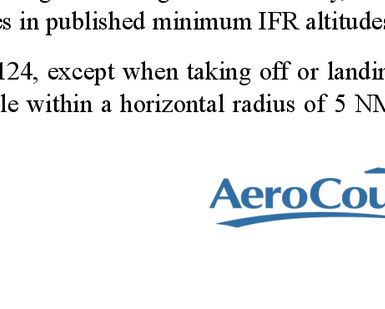 es in published minimum IFR altitudes
124, except when taking off or landin
le within a horizontal radius of 5 NM
AeroCou